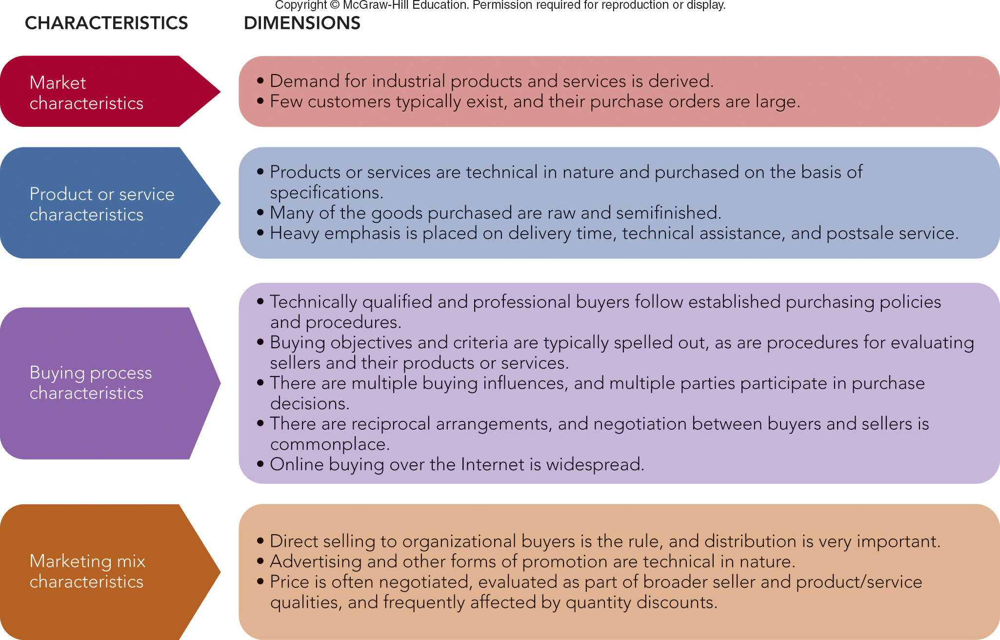 Copyright © McGraw-Hill Education. Permission required for reproduction or display.
CHARACTERISTICS
DIMENSIONS
Market
characteristics
• Demand for industrial products and services is derived.
• Few customers typically exist, and their purchase orders are large.
Product or service
characteristics
• Products or services are technical in nature and purchased on the basis of
specifications.
• Many of the goods purchased are raw and semifinished.
• Heavy emphasis is placed on delivery time, technical assistance, and postsale service.
Buying process
characteristics
• Technically qualified and professional buyers follow established purchasing policies
and procedures.
• Buying objectives and criteria are typically spelled out, as are procedures for evaluating
sellers and their products or services.
• There are multiple buying influences, and multiple parties participate in purchase
decisions.
• There are reciprocal arrangements, and negotiation between buyers and sellers is
commonplace.
• Online buying over the Internet is widespread.
Marketing mix
characteristics
• Direct selling to organizational buyers is the rule, and distribution is very important.
• Advertising and other forms of promotion are technical in nature.
• Price is often negotiated, evaluated as part of broader seller and product/service
qualities, and frequently affected by quantity discounts.